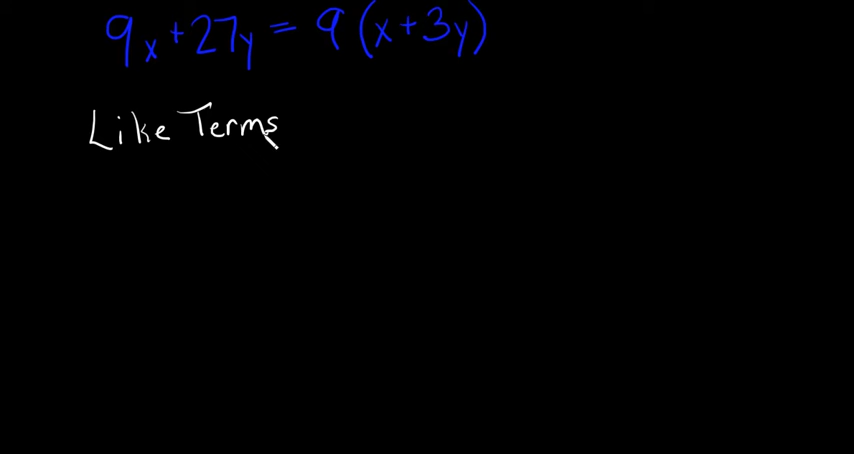 9x + 27y = 9 (x + 3y)
Like Terms